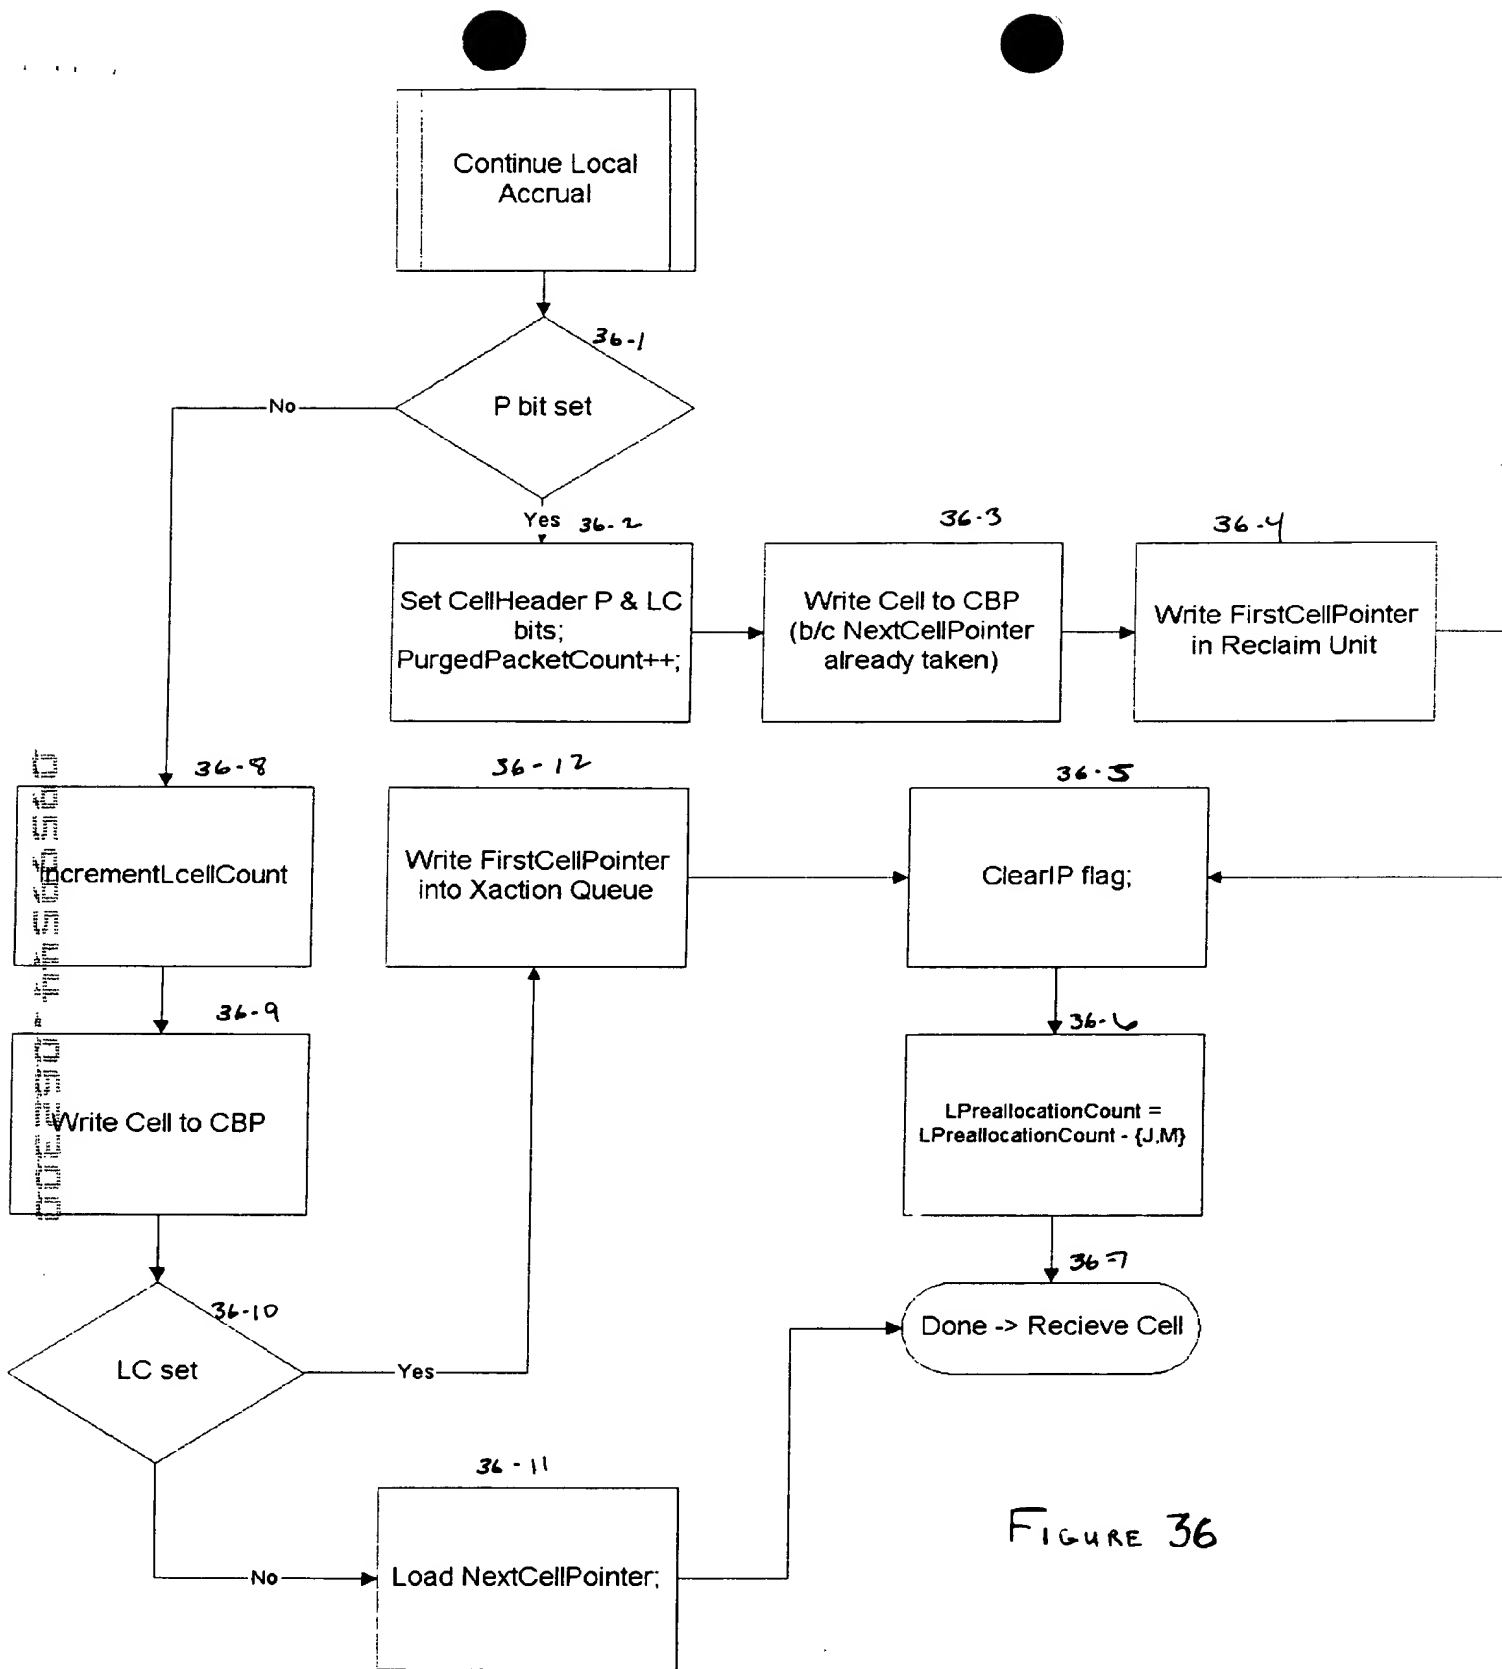 Continue Local
Accrual
36-1
P bit set
No
Yes
36-2
36-3
36-4
Set CellHeader P & LC
bits;
PurgedPacketCount++;
Write Cell to CBP
(b/c NextCellPointer
already taken)
Write FirstCellPointer
in Reclaim Unit
36-8
36-12
36-5
IncrementLcellCount
Write FirstCellPointer
into Xaction Queue
ClearIP flag;
36-9
36-6
Write Cell to CBP
LPreallocationCount =
LPreallocationCount - {J,M}
36-7
36-10
Done -> Recieve Cell
LC set
Yes
36-11
No
Load NextCellPointer;
FIGURE 36